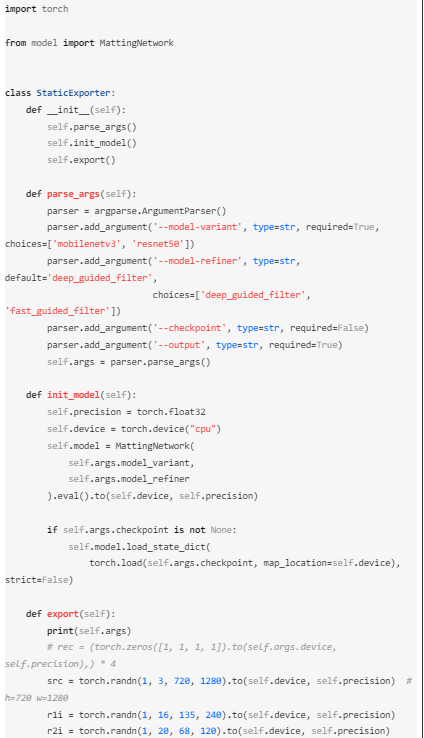 import torch
from model import MattingNetwork
class StaticExporter:
    def __init__(self):
        self.parse_args()
        self.init_model()
        self.export()
    def parse_args(self):
        parser = argparse.ArgumentParser()
        parser.add_argument('--model-variant', type=str, required=True,
choices=['mobilenetv3', 'resnet50'])
        parser.add_argument('--model-refiner', type=str,
default='deep_guided_filter',
                            choices=['deep_guided_filter',
'fast_guided_filter'])
        parser.add_argument('--checkpoint', type=str, required=False)
        parser.add_argument('--output', type=str, required=True)
        self.args = parser.parse_args()
    def init_model(self):
        self.precision = torch.float32
        self.device = torch.device("cpu")
        self.model = MattingNetwork(
            self.args.model_variant,
            self.args.model_refiner
        ).eval().to(self.device, self.precision)
        if self.args.checkpoint is not None:
            self.model.load_state_dict(
                torch.load(self.args.checkpoint, map_location=self.device),
strict=False)
    def export(self):
        print(self.args)
        # rec = (torch.zeros([1, 1, 1, 1]).to(self.args.device,
self.precision),) * 4
        src = torch.randn(1, 3, 720, 1280).to(self.device, self.precision)  #
h=720 w=1280
        r1i = torch.randn(1, 16, 135, 240).to(self.device, self.precision)
        r2i = torch.randn(1, 20, 68, 120).to(self.device, self.precision)